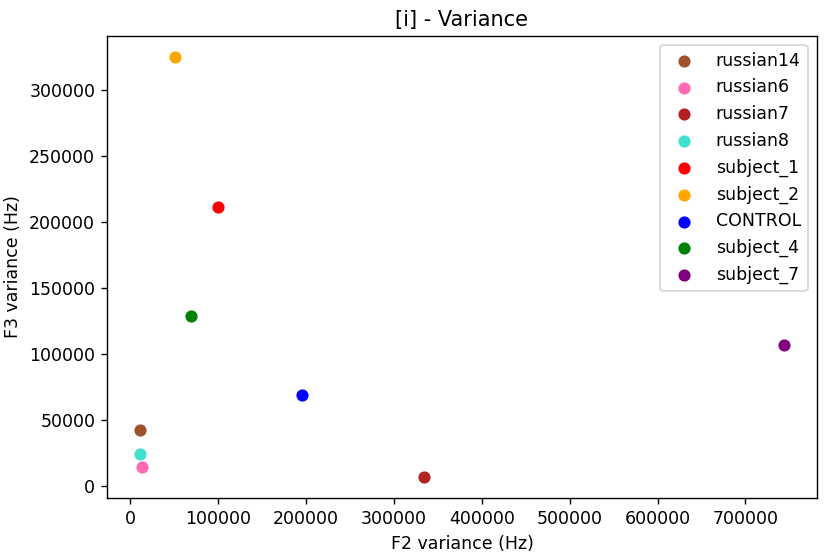 [i] - Variance
F3 variance (Hz)
300000
250000
200000
150000
100000
50000
0
russian14
russian6
russian7
russian8
subject_1
subject_2
CONTROL
subject_4
subject_7
0 100000 200000 300000 400000 500000 600000 700000
F2 variance (Hz)